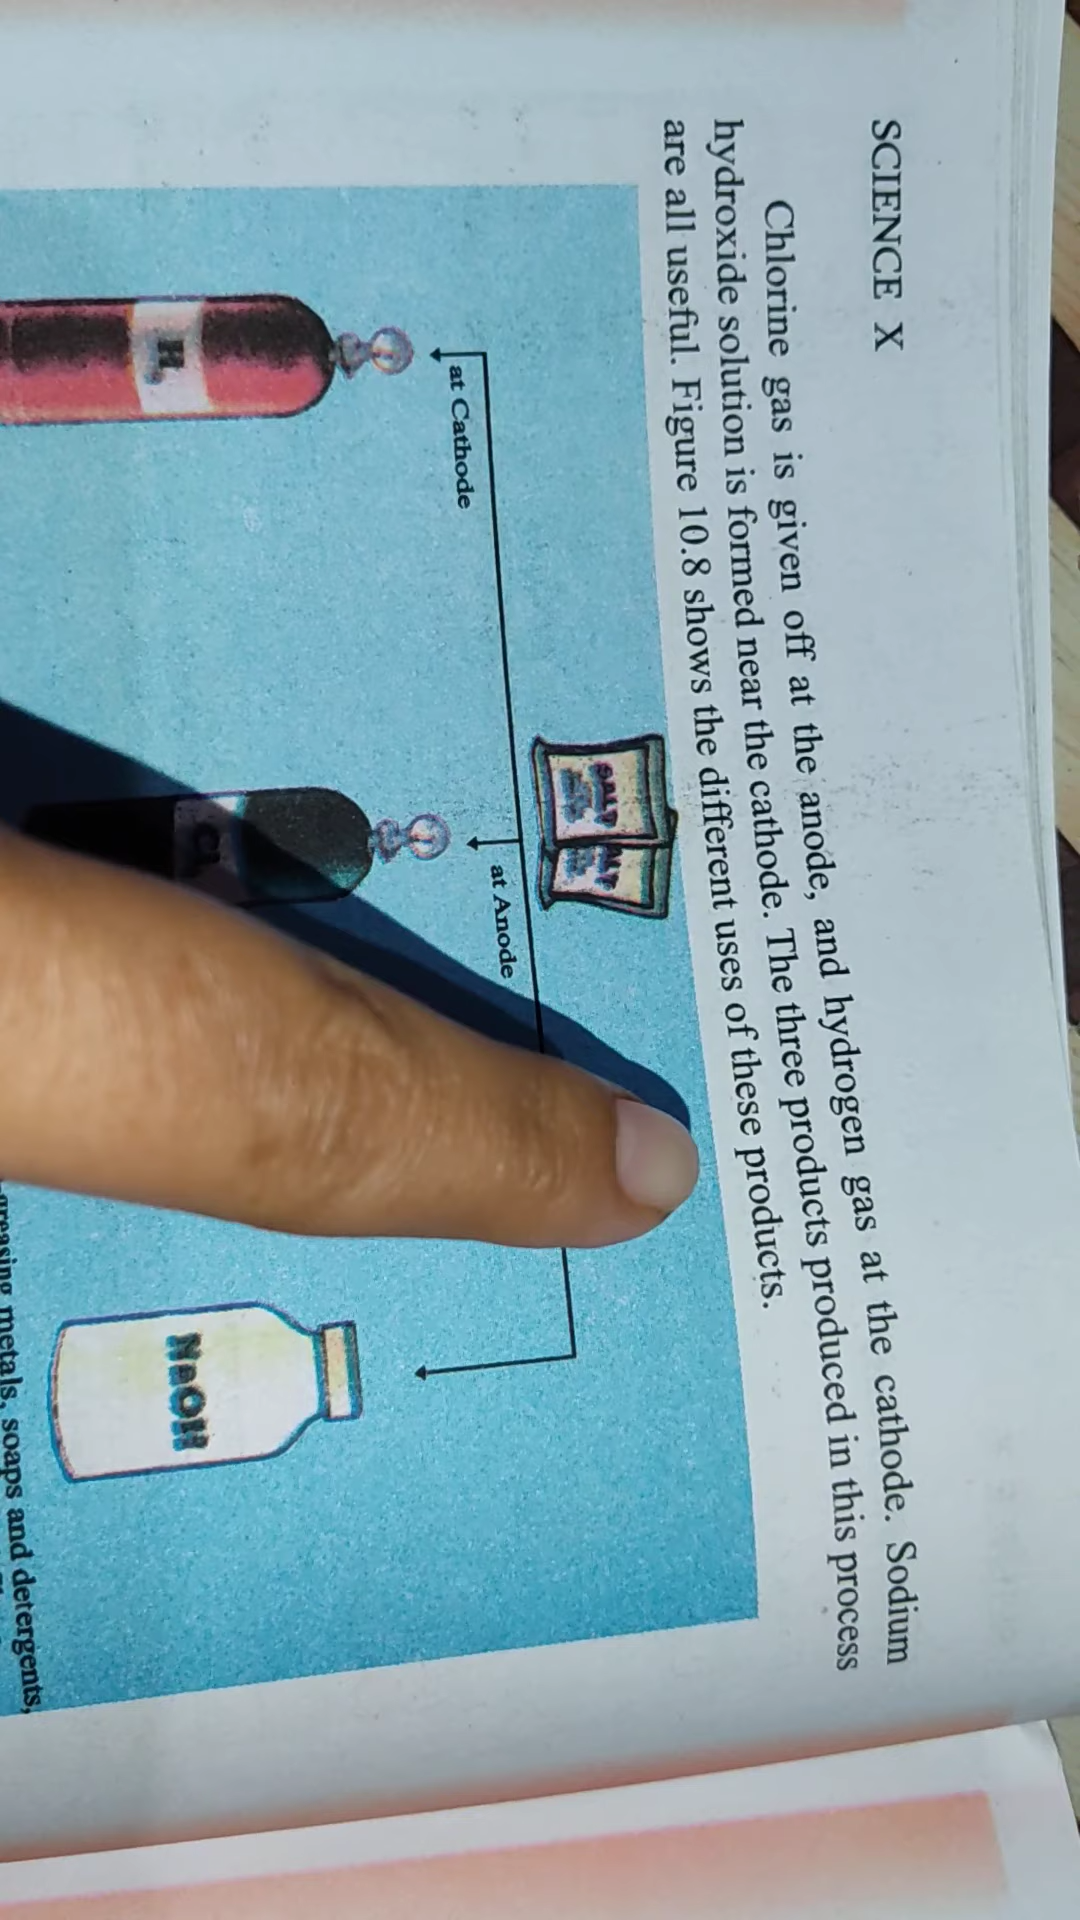 SCIENCE X
Chlorine gas is given off at the anode, and hydrogen gas at the cathode. Sodium
hydroxide solution is formed near the cathode. The three products produced in this process
are all useful. Figure 10.8 shows the different uses of these products.
SALT
at Cathode
at Anode
H₂
NaOH
metals, soaps and detergents,